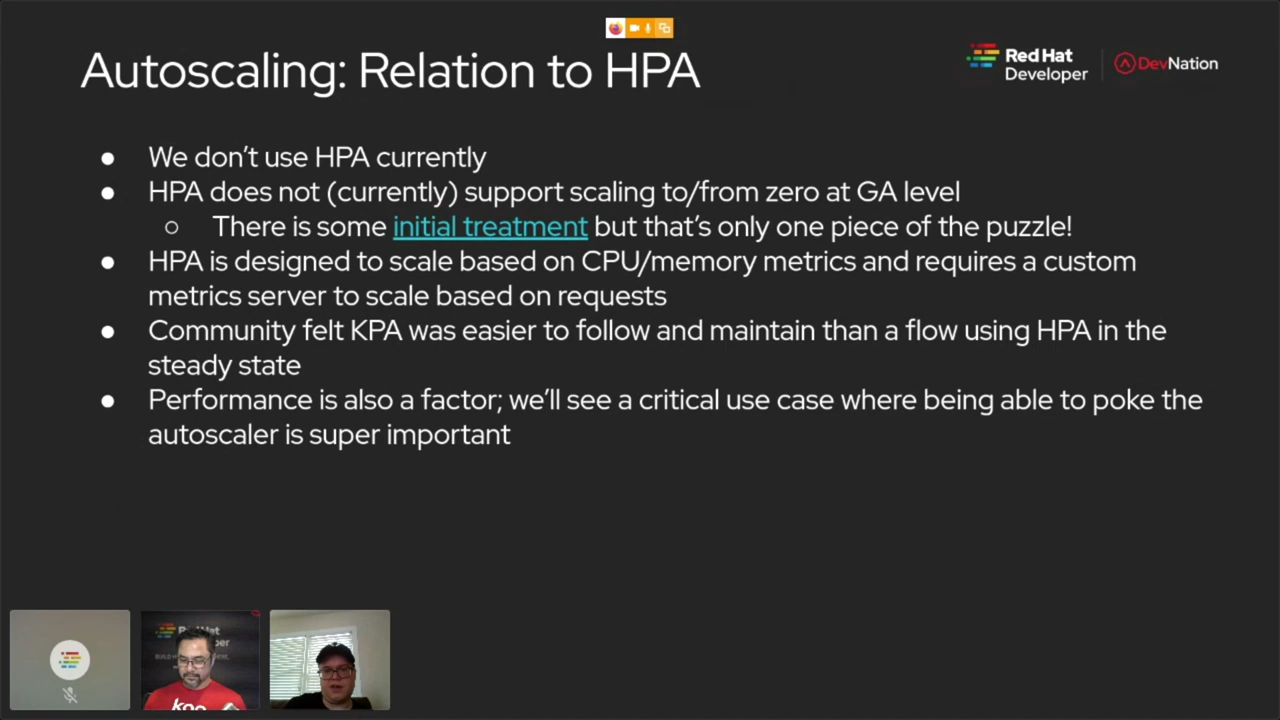 Autoscaling: Relation to HPA
Red Hat
Developer
DevNation
● We don't use HPA currently
● HPA does not (currently) support scaling to/from zero at GA level
○ There is some initial treatment but that's only one piece of the puzzle!
● HPA is designed to scale based on CPU/memory metrics and requires a custom
metrics server to scale based on requests
● Community felt KPA was easier to follow and maintain than a flow using HPA in the
steady state
● Performance is also a factor; we'll see a critical use case where being able to poke the
autoscaler is super important